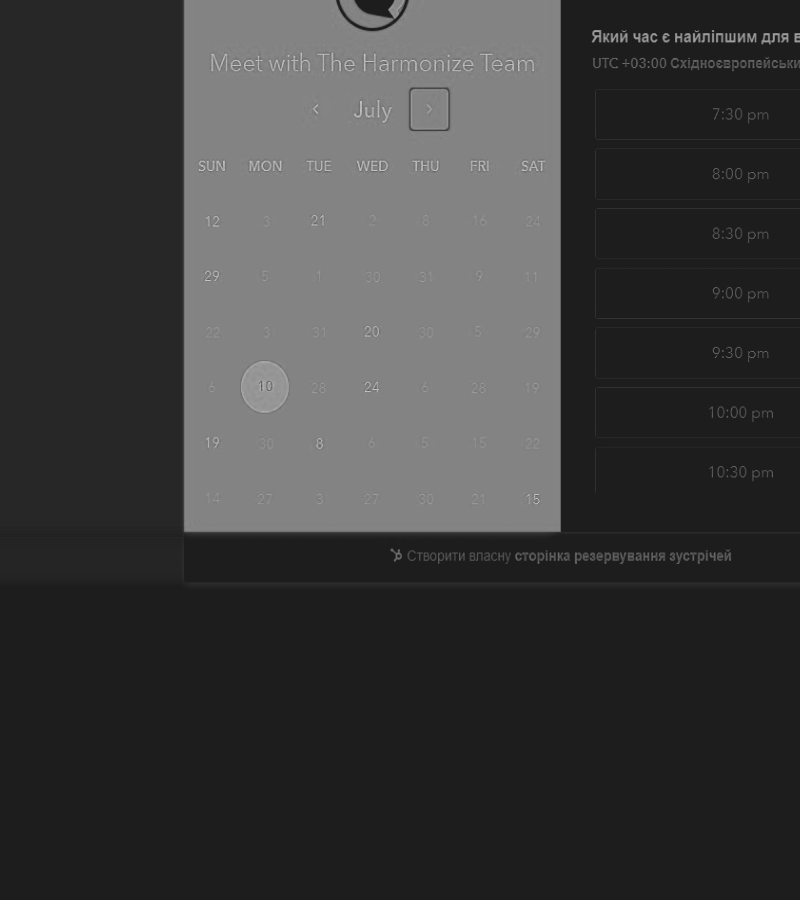 Meet with The Harmonize Team
July
SUN MON TUE WED THU FRI SAT
12 3 21 2 8 16 24
29 5 1 30 31 9 11
22 3 31 20 30 5 29
6 10 28 24 6 28 19
19 30 8 6 5 15 22
14 27 3 27 30 21 15
Який час є найліпшим для
UTC +03:00
7:30 pm
8:00 pm
8:30 pm
9:00 pm
9:30 pm
10:00 pm
10:30 pm
Створити власну сторінка резервування зустрічей